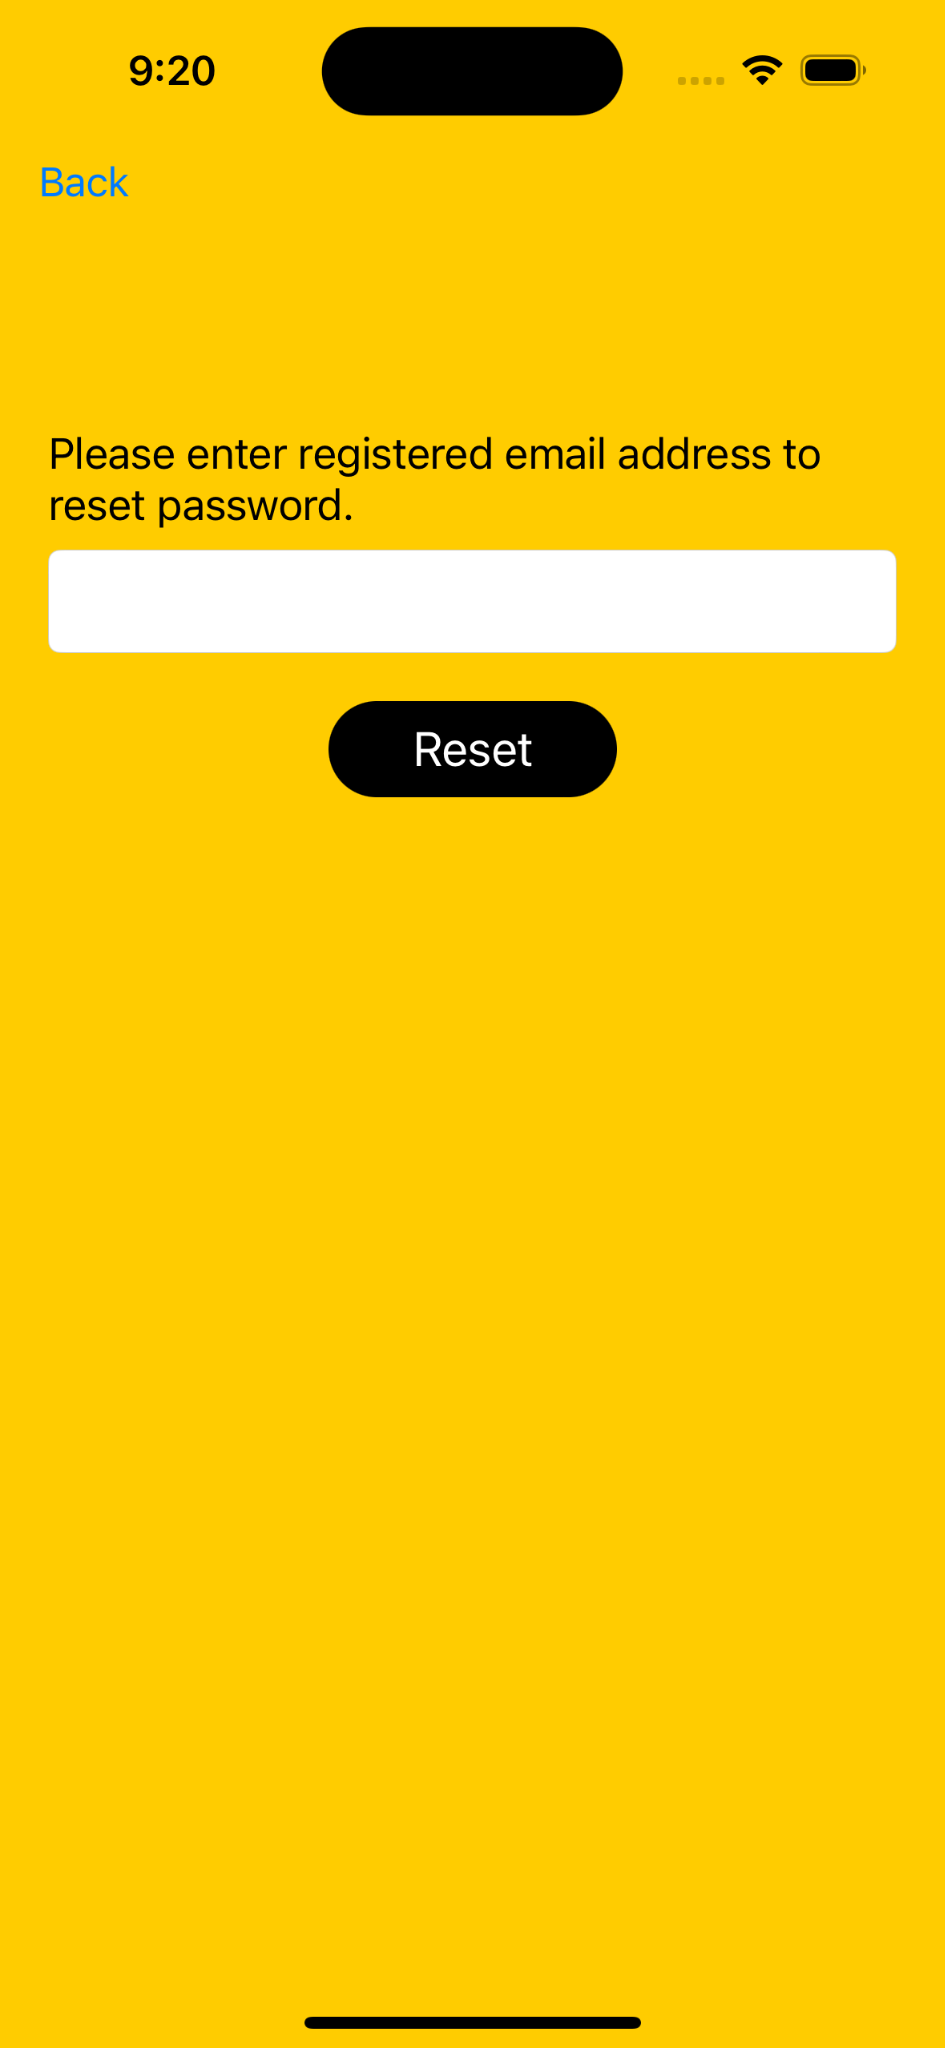 9:20
Back
Please enter registered email address to
reset password.
Reset